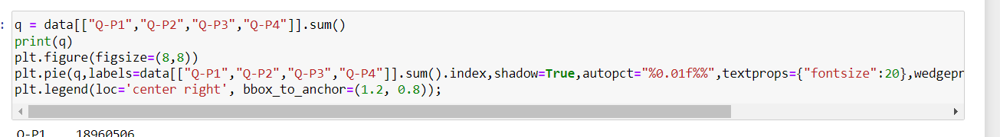 : q = data[["Q-P1","Q-P2","Q-P3","Q-P4"]].sum()
print(q)
plt.figure(figsize=(8,8))
plt.pie(q,labels=data[["Q-P1","Q-P2","Q-P3","Q-P4"]].sum().index,shadow=True,autopct="%0.01f%%",textprops={"fontsize":20},wedgepr
plt.legend(loc='center right', bbox_to_anchor=(1.2, 0.8));
Q-P1 18960506